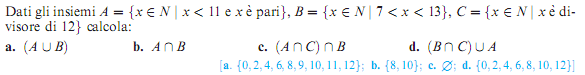 Dati gli insiemi A = {x ∈ N | x < 11 e x è pari}, B = {x ∈ N | 7 < x < 13}, C = {x ∈ N | x è di-
visore di 12} calcola:
a. (A ∪ B) b. A ∩ B c. (A ∩ C) ∩ B d. (B ∩ C) ∪ A
[a. {0, 2, 4, 6, 8, 9, 10, 11, 12}; b. {8, 10}; c. ∅; d. {0, 2, 4, 6, 8, 10, 12}]